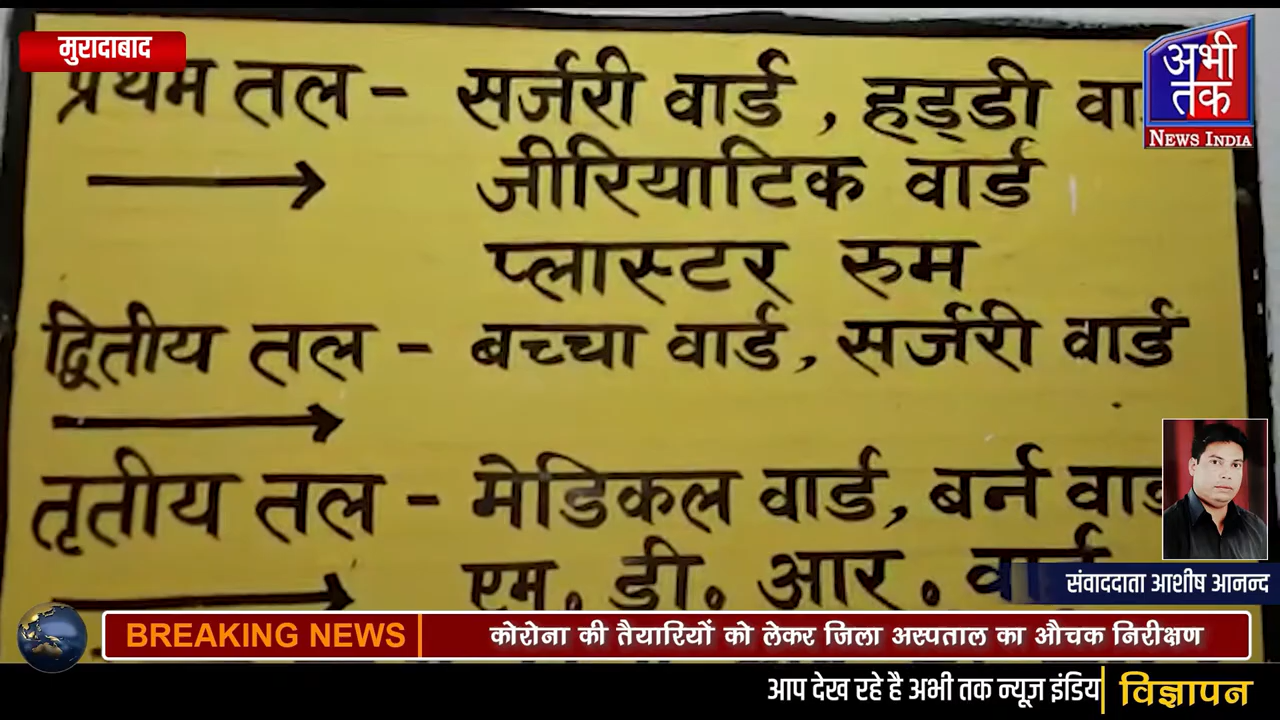 मुरादाबाद
अभी
तक
NEWS INDIA
प्रथम तल - सर्जरी वार्ड , हड्डी वा
जीरियाटिक वार्ड
प्लास्टर रुम
द्वितीय तल - बच्चा वार्ड, सर्जरी वार्ड
तृतीय तल - मेडिकल वार्ड, बर्न वार्ड
एम. डी. आर. वार्ड
संवाददाता आशीष आनन्द
BREAKING NEWS
कोरोना की तैयारियों को लेकर जिला अस्पताल का औचक निरीक्षण
आप देख रहे है अभी तक न्यूज़ इंडिय
विज्ञापन